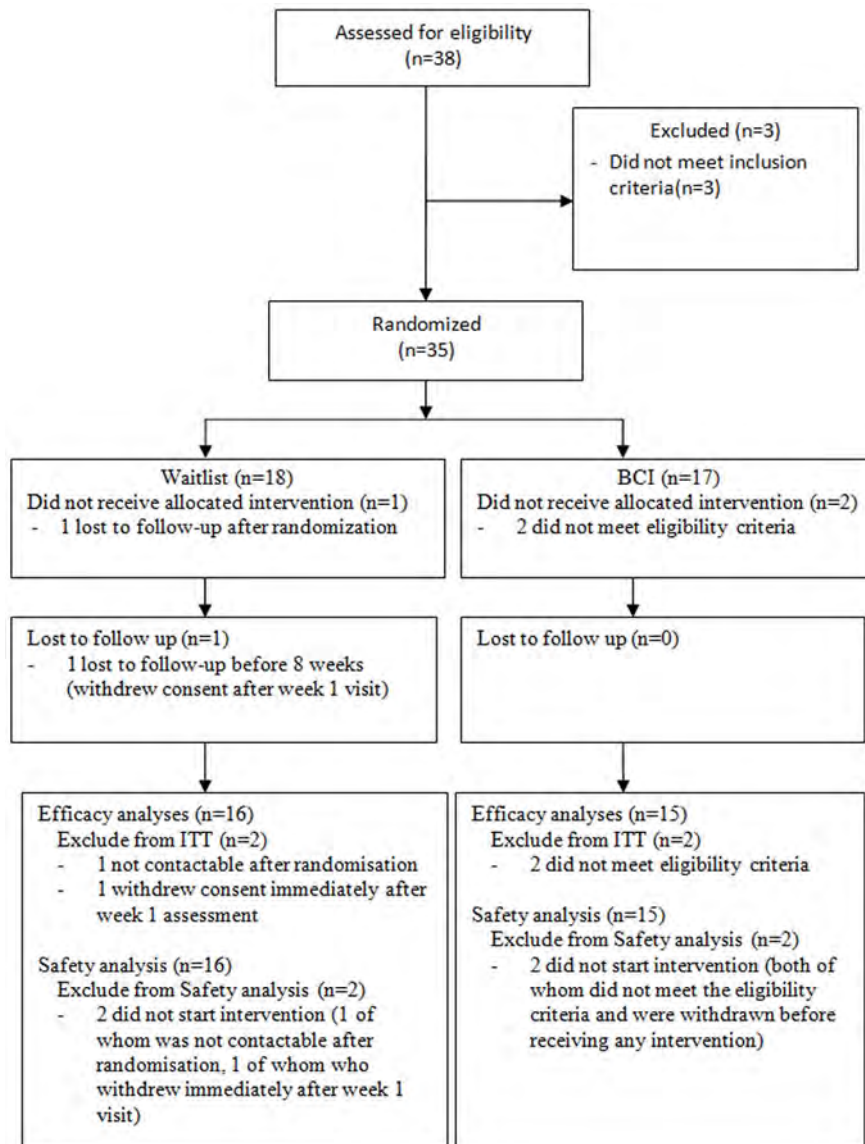 Assessed for eligibility
(n=38)
Excluded (n=3)
- Did not meet inclusion
criteria(n=3)
Randomized
(n=35)
Waitlist (n=18)
Did not receive allocated intervention (n=1)
- 1 lost to follow-up after randomization
BCI (n=17)
Did not receive allocated intervention (n=2)
- 2 did not meet eligibility criteria
Lost to follow up (n=1)
- 1 lost to follow-up before 8 weeks
(withdrew consent after week 1 visit)
Lost to follow up (n=0)
Efficacy analyses (n=16)
Exclude from ITT (n=2)
- 1 not contactable after randomisation
- 1 withdrew consent immediately after
week 1 assessment
Safety analysis (n=16)
Exclude from Safety analysis (n=2)
- 2 did not start intervention (1 of
whom was not contactable after
randomisation, 1 of whom who
withdrew immediately after week 1
visit)
Efficacy analyses (n=15)
Exclude from ITT (n=2)
- 2 did not meet eligibility criteria
Safety analysis (n=15)
Exclude from Safety analysis (n=2)
- 2 did not start intervention (both of
whom did not meet the eligibility
criteria and were withdrawn before
receiving any intervention)